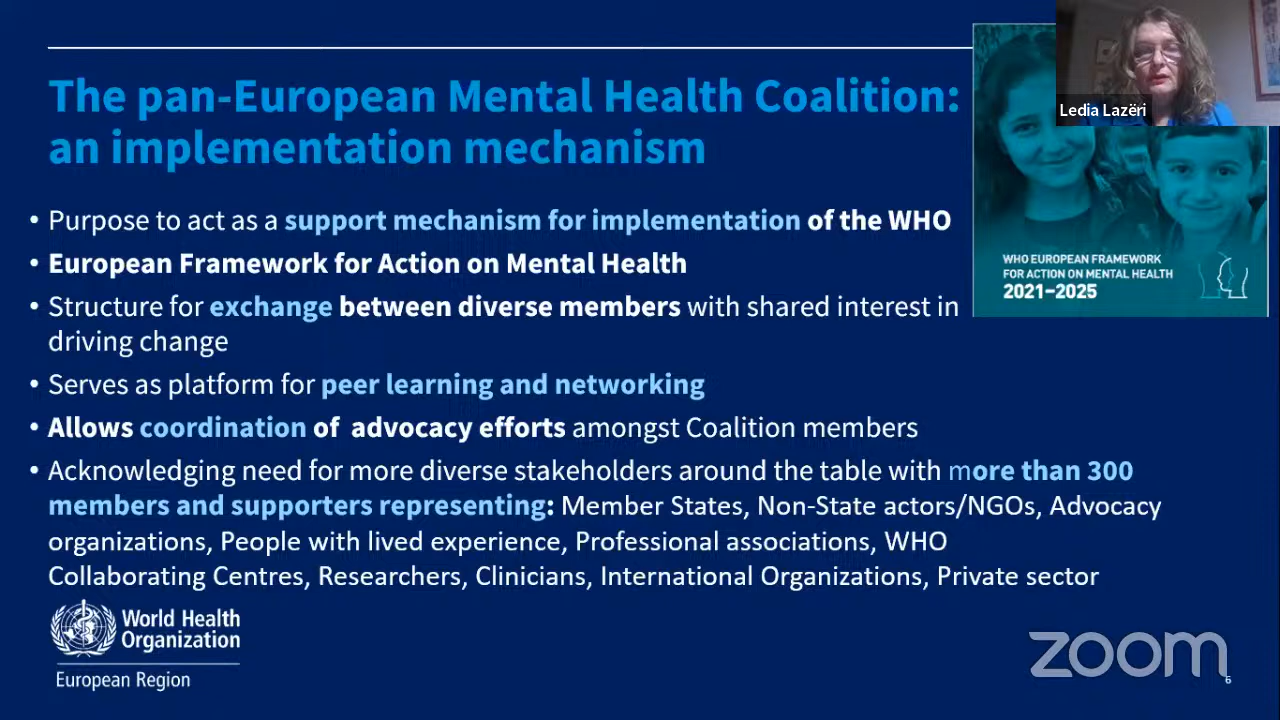 The pan-European Mental Health Coalition:
an implementation mechanism
Ledia Lazëri
WHO EUROPEAN FRAMEWORK
FOR ACTION ON MENTAL HEALTH
2021–2025
• Purpose to act as a support mechanism for implementation of the WHO
• European Framework for Action on Mental Health
• Structure for exchange between diverse members with shared interest in
driving change
• Serves as platform for peer learning and networking
• Allows coordination of advocacy efforts amongst Coalition members
• Acknowledging need for more diverse stakeholders around the table with more than 300
members and supporters representing: Member States, Non-State actors/NGOs, Advocacy
organizations, People with lived experience, Professional associations, WHO
Collaborating Centres, Researchers, Clinicians, International Organizations, Private sector
World Health
Organization
European Region
zoom
6